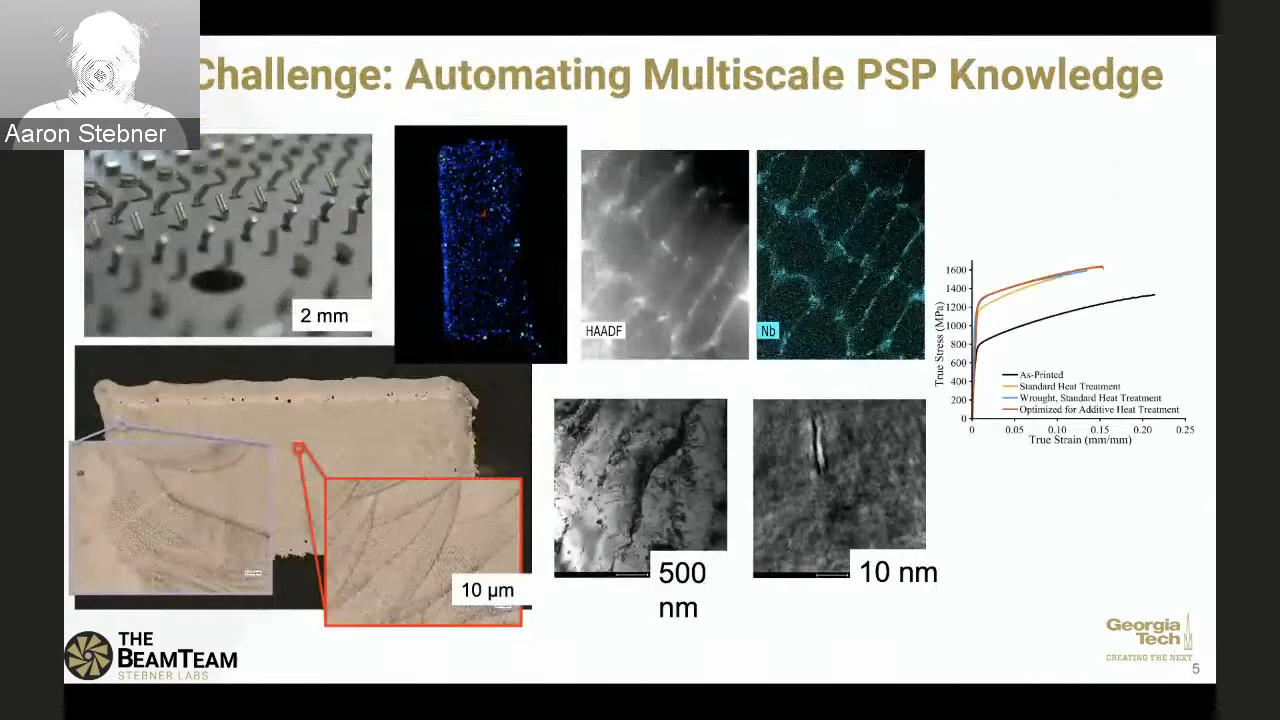 Challenge: Automating Multiscale PSP Knowledge
Aaron Stebner
2 mm
HAADF
Nb
True Stress (MPa)
1600
1400
1200
1000
800
600
400
200
0
As-Printed
Standard Heat Treatment
Wrought, Standard Heat Treatment
Optimized for Additive Heat Treatment
0 0.05 0.10 0.15 0.20 0.25
True Strain (mm/mm)
10 µm
500
nm
10 nm
THE
BEAMTEAM
STEBNER LABS
Georgia
Tech
CREATING THE NEXT
5